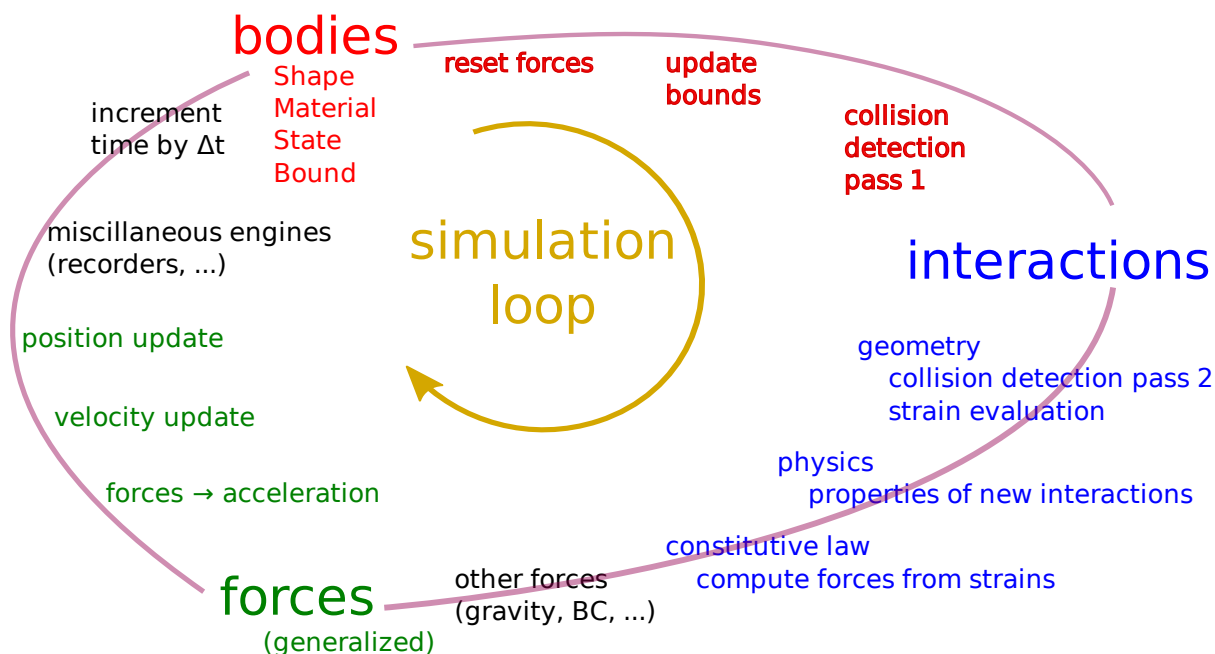 bodies
Shape
Material
State
Bound
reset forces
update
bounds
collision
detection
pass 1
interactions
geometry
collision detection pass 2
strain evaluation
physics
properties of new interactions
constitutive law
compute forces from strains
other forces
(gravity, BC, ...)
forces
(generalized)
forces → acceleration
velocity update
position update
miscillaneous engines
(recorders, ...)
increment
time by Δt
simulation
loop